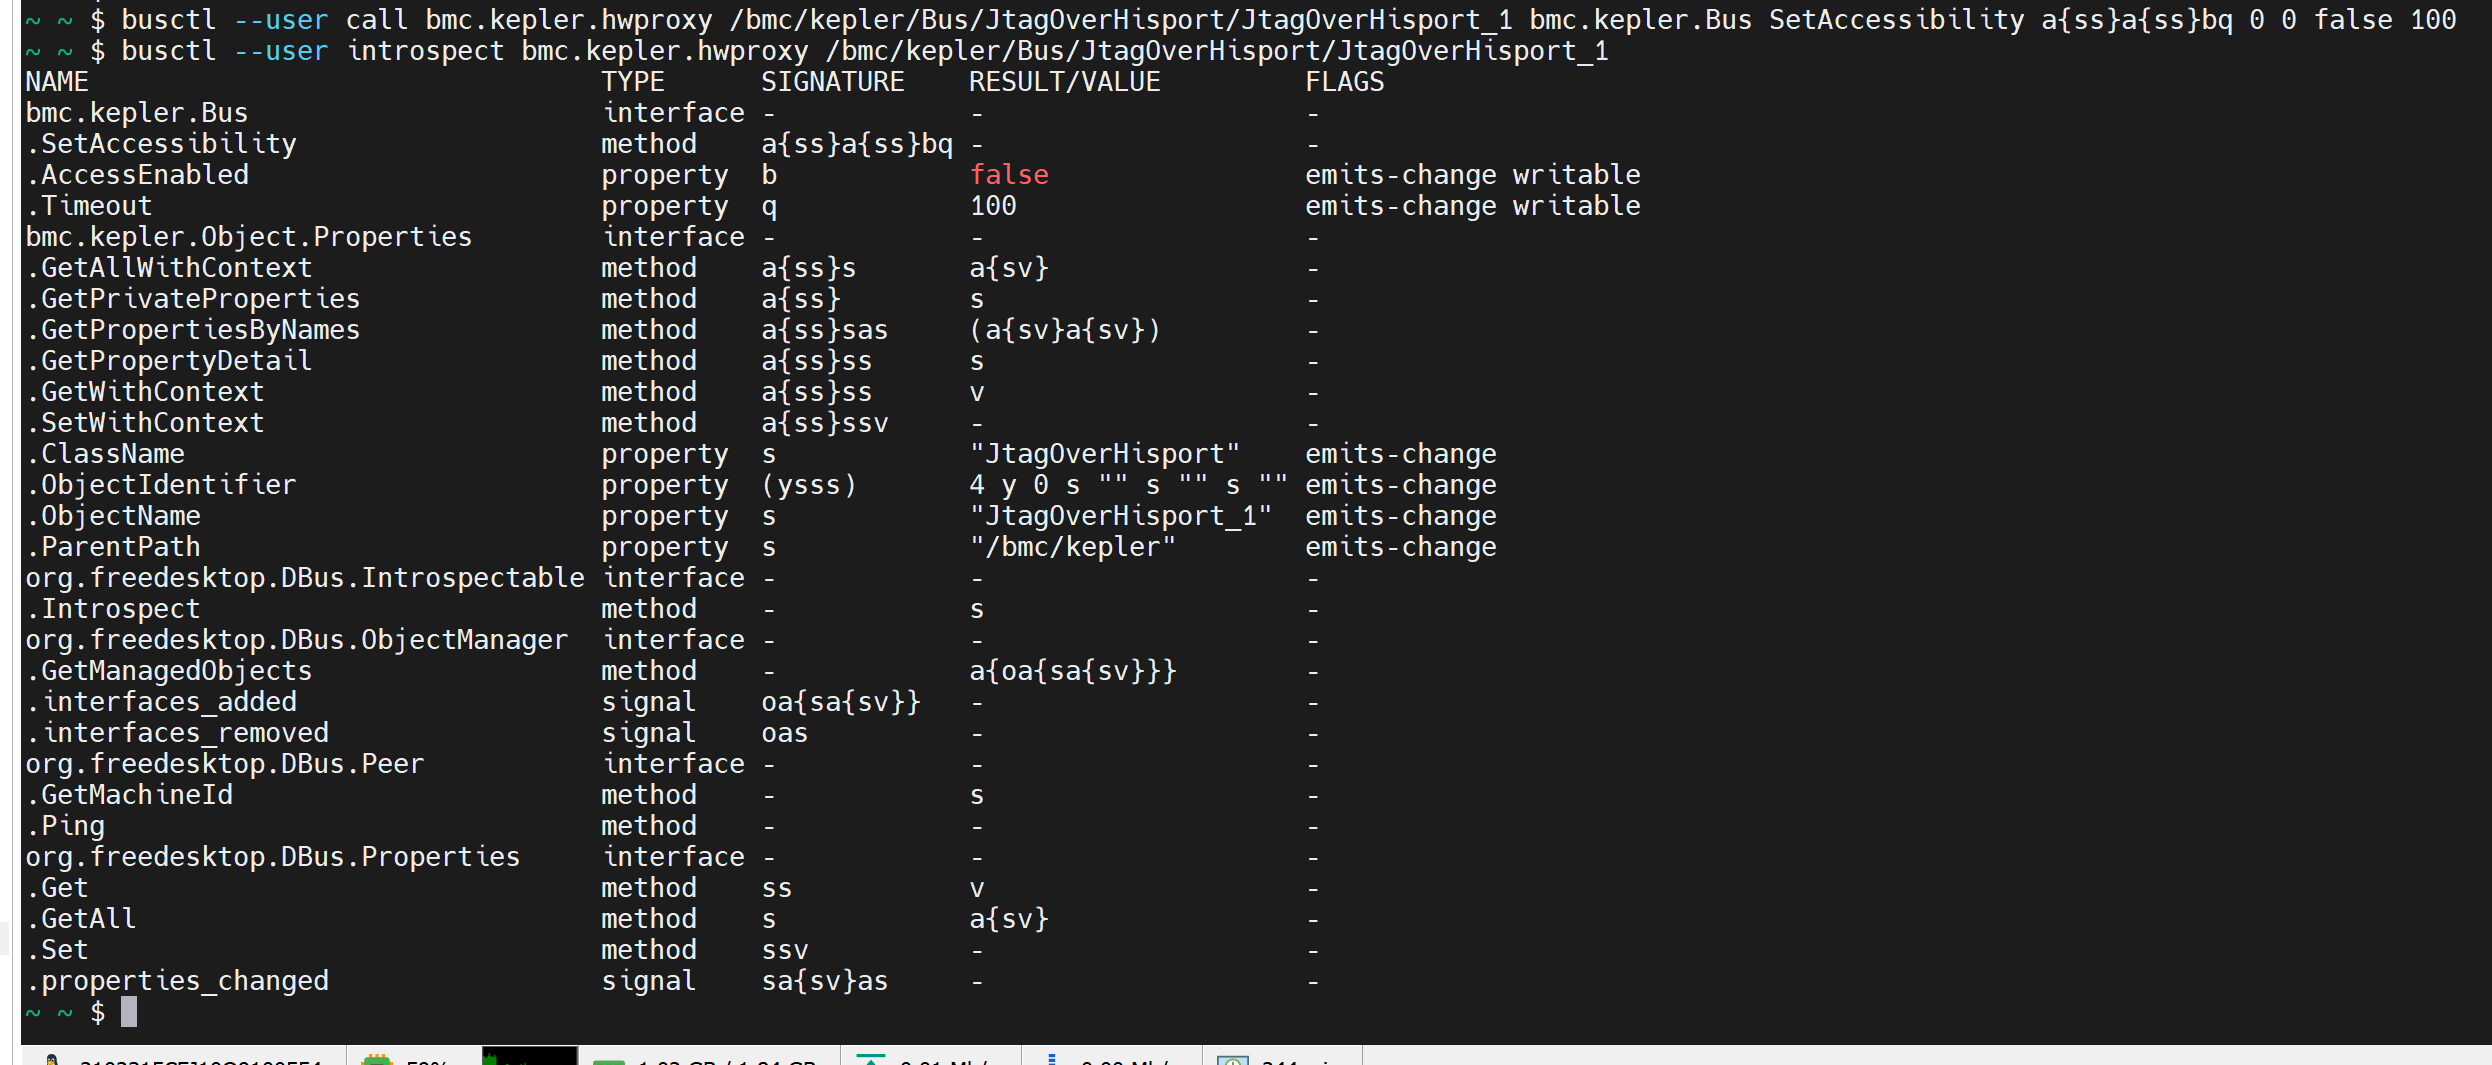 ~ ~ $ busctl --user call bmc.kepler.hwproxy /bmc/kepler/Bus/JtagOverHisport/JtagOverHisport_1 bmc.kepler.Bus SetAccessibility a{ss}a{ss}bq 0 0 false 100
~ ~ $ busctl --user introspect bmc.kepler.hwproxy /bmc/kepler/Bus/JtagOverHisport/JtagOverHisport_1
NAME                                TYPE      SIGNATURE    RESULT/VALUE         FLAGS
bmc.kepler.Bus                      interface -            -                    -
.SetAccessibility                   method    a{ss}a{ss}bq -                    -
.AccessEnabled                      property  b            false                emits-change writable
.Timeout                            property  q            100                  emits-change writable
bmc.kepler.Object.Properties        interface -            -                    -
.GetAllWithContext                  method    a{ss}s       a{sv}                -
.GetPrivateProperties               method    a{ss}        s                    -
.GetPropertiesByNames               method    a{ss}sas     (a{sv}a{sv})         -
.GetPropertyDetail                  method    a{ss}ss      s                    -
.GetWithContext                     method    a{ss}ss      v                    -
.SetWithContext                     method    a{ss}ssv     -                    -
.ClassName                          property  s            "JtagOverHisport"    emits-change
.ObjectIdentifier                   property  (ysss)       4 y 0 s "" s "" s "" emits-change
.ObjectName                         property  s            "JtagOverHisport_1"  emits-change
.ParentPath                         property  s            "/bmc/kepler"        emits-change
org.freedesktop.DBus.Introspectable interface -            -                    -
.Introspect                         method    -            s                    -
org.freedesktop.DBus.ObjectManager  interface -            -                    -
.GetManagedObjects                  method    -            a{oa{sa{sv}}}        -
.interfaces_added                   signal    oa{sa{sv}}   -                    -
.interfaces_removed                 signal    oas          -                    -
org.freedesktop.DBus.Peer           interface -            -                    -
.GetMachineId                       method    -            s                    -
.Ping                               method    -            -                    -
org.freedesktop.DBus.Properties     interface -            -                    -
.Get                                method    ss           v                    -
.GetAll                             method    s            a{sv}                -
.Set                                method    ssv          -                    -
.properties_changed                 signal    sa{sv}as     -                    -
~ ~ $